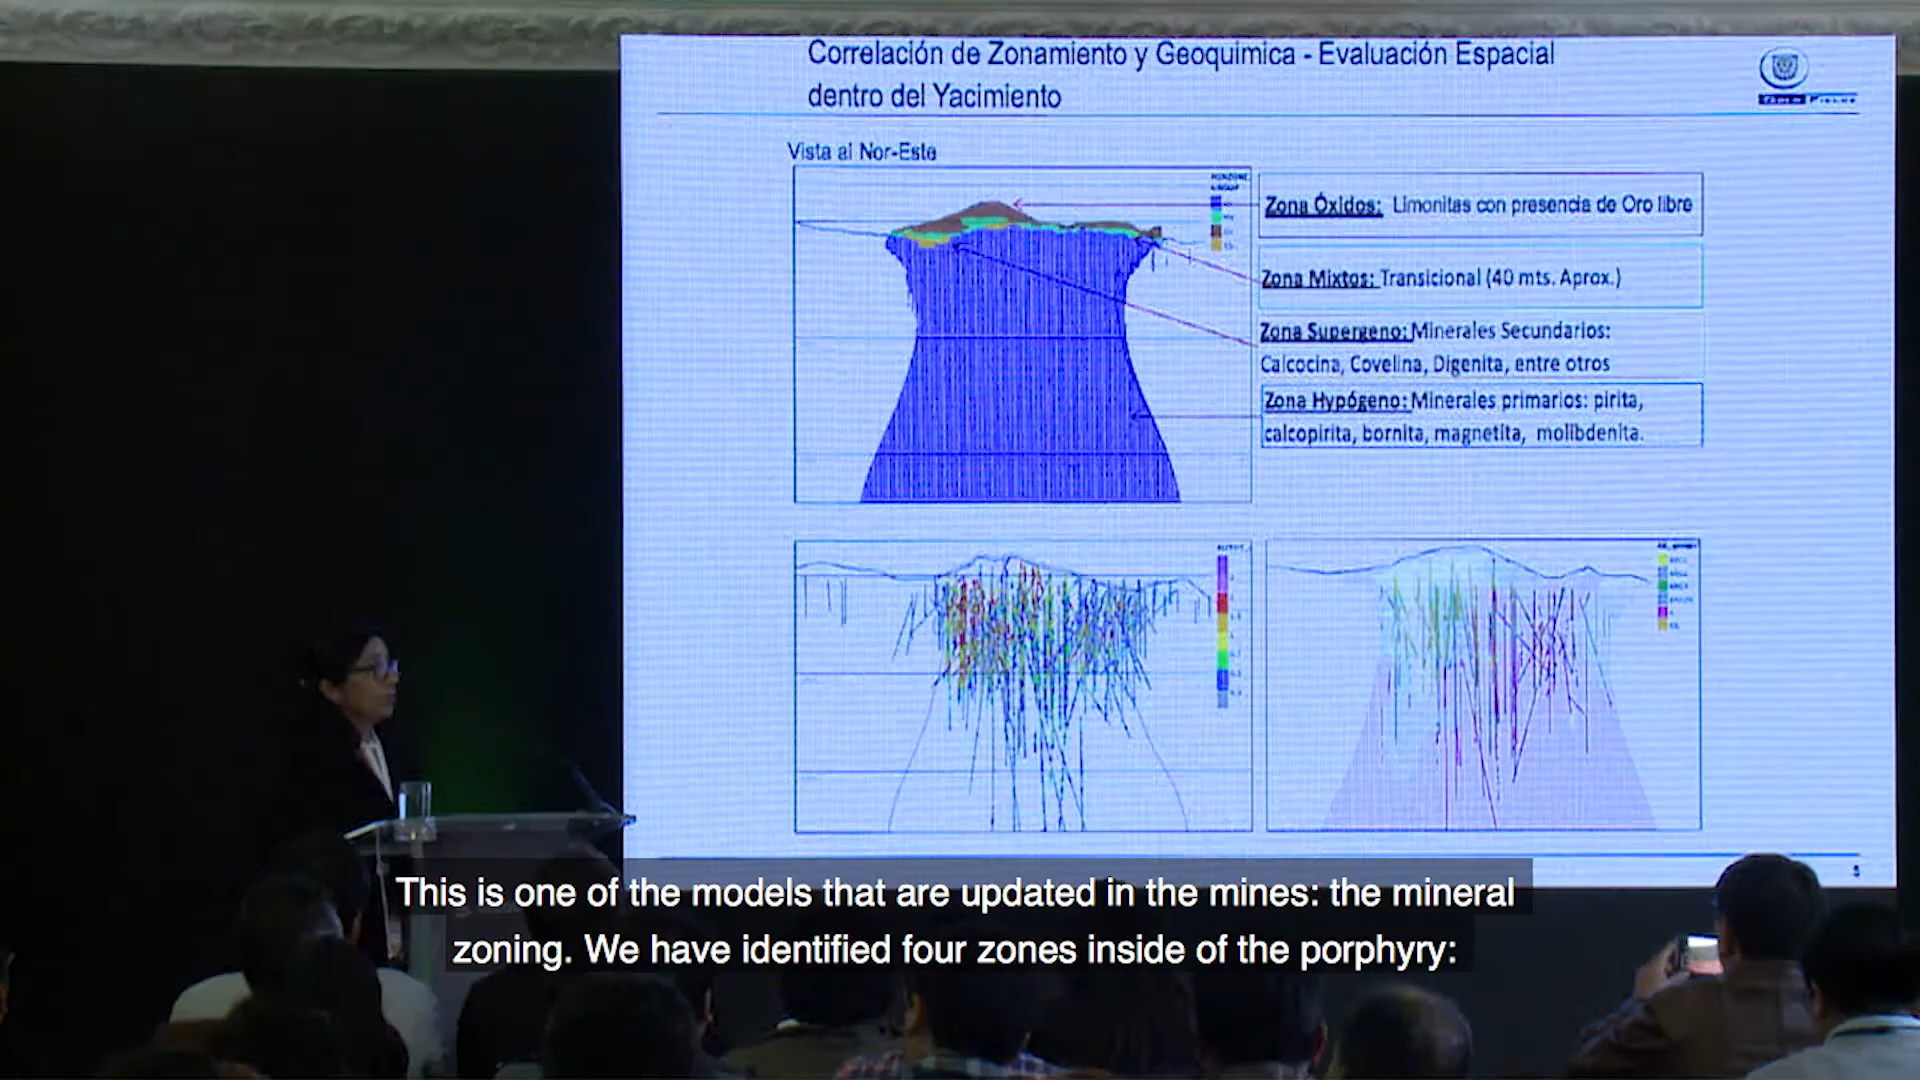 Correlación de Zonamiento y Geoquimica - Evaluación Espacial
dentro del Yacimiento
GOLD FIELDS
Vista al Nor-Este
Zona Óxidos: Limonitas con presencia de Oro libre
Zona Mixtos: Transicional (40 mts. Aprox.)
Zona Supergeno: Minerales Secundarios:
Calcocina, Covelina, Digenita, entre otros
Zona Hypógeno: Minerales primarios: pirita,
calcopirita, bornita, magnetita, molibdenita.
This is one of the models that are updated in the mines: the mineral
zoning. We have identified four zones inside of the porphyry: